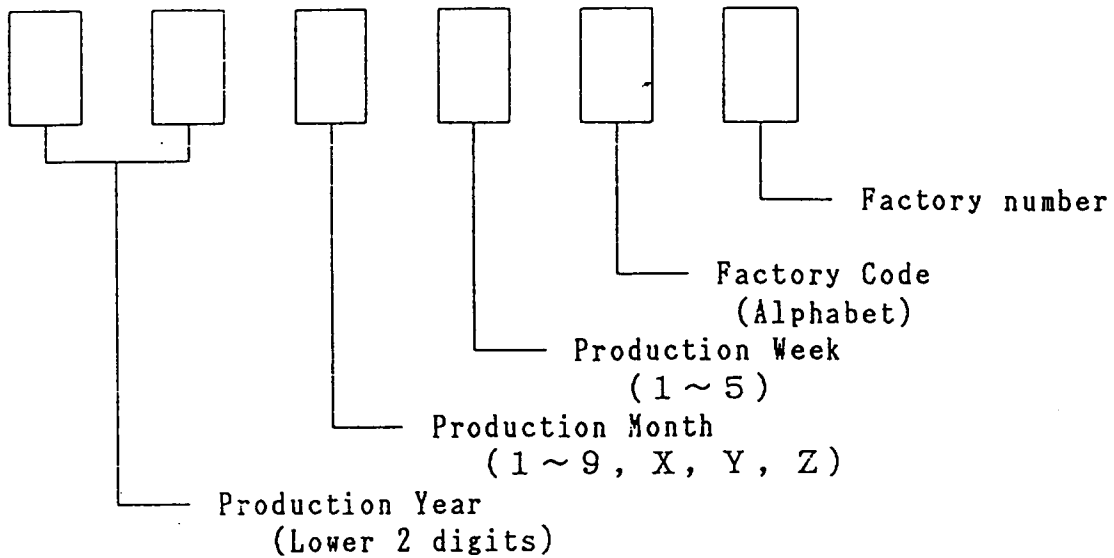 Factory number
Factory Code
(Alphabet)
Production Week
(1~5)
Production Month
(1~9, X, Y, Z)
Production Year
(Lower 2 digits)